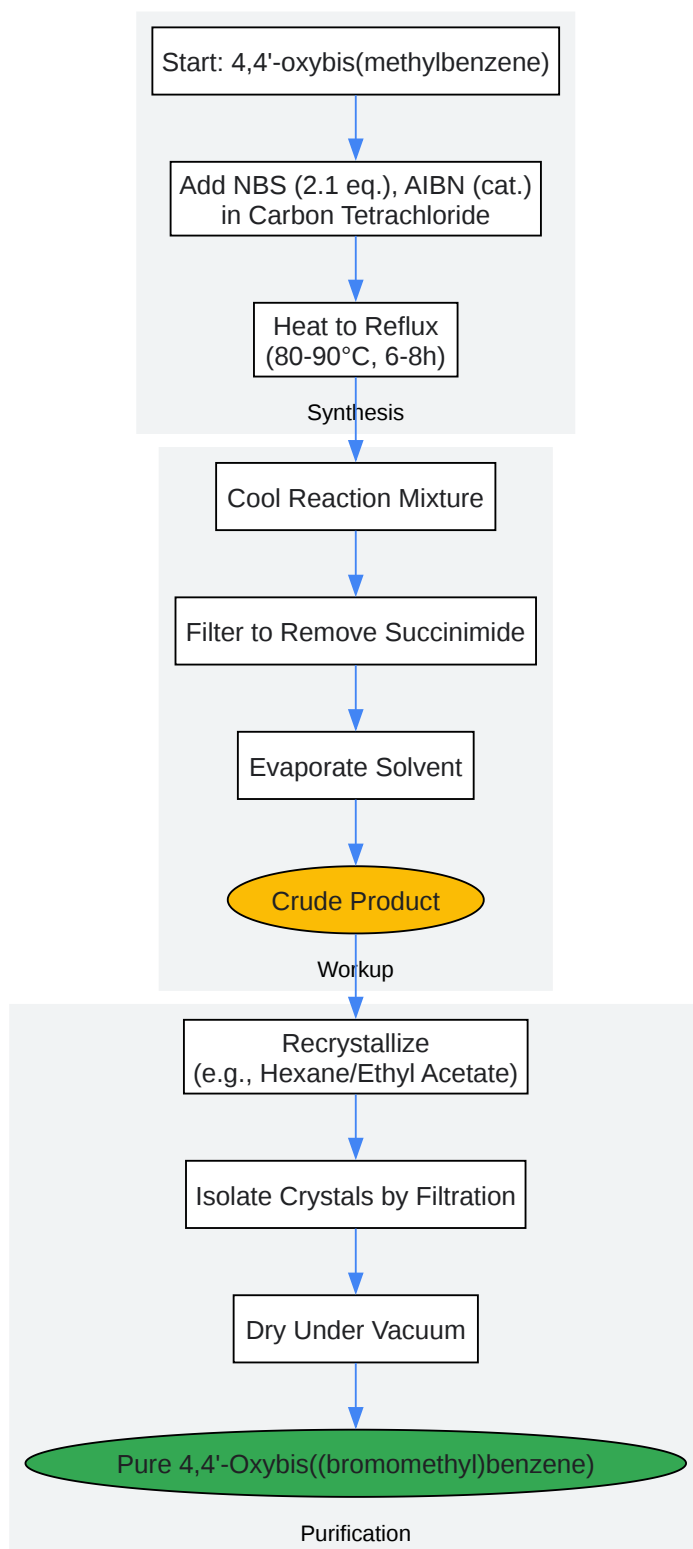 Start: 4,4'-oxybis(methylbenzene)
Add NBS (2.1 eq.), AIBN (cat.)
in Carbon Tetrachloride
Heat to Reflux
(80-90°C, 6-8h)
Synthesis
Cool Reaction Mixture
Filter to Remove Succinimide
Evaporate Solvent
Crude Product
Workup
Recrystallize
(e.g., Hexane/Ethyl Acetate)
Isolate Crystals by Filtration
Dry Under Vacuum
Pure 4,4'-Oxybis((bromomethyl)benzene)
Purification